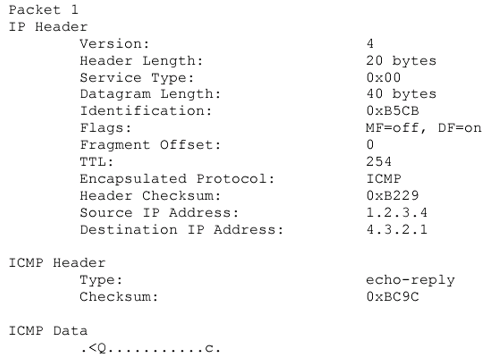 Packet 1
IP Header
Version: 4
Header Length: 20 bytes
Service Type: 0x00
Datagram Length: 40 bytes
Identification: 0xB5CB
Flags: MF=off, DF=on
Fragment Offset: 0
TTL: 254
Encapsulated Protocol: ICMP
Header Checksum: 0xB229
Source IP Address: 1.2.3.4
Destination IP Address: 4.3.2.1
ICMP Header
Type: echo-reply
Checksum: 0xBC9C
ICMP Data
.<Q...........c.